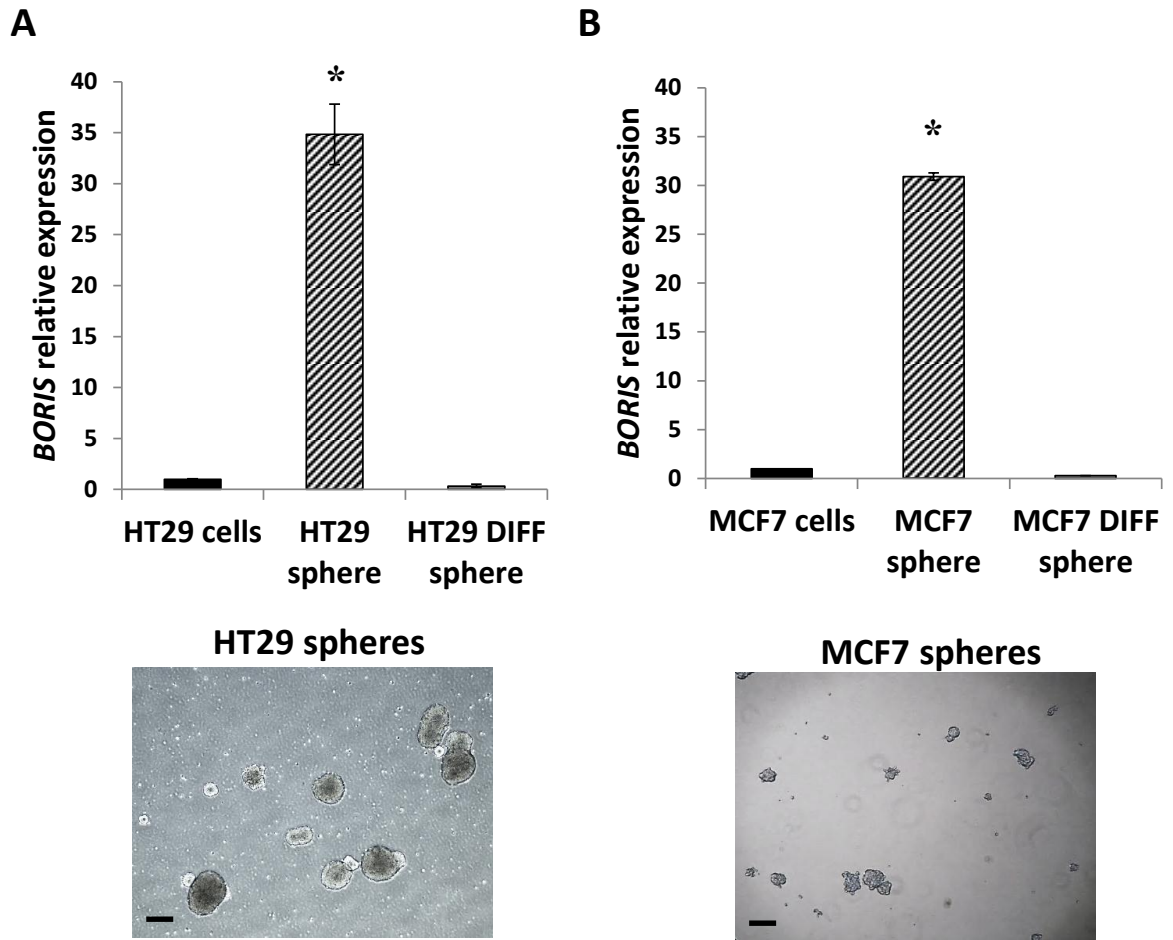 A
BORIS relative expression
40
35
30
25
20
15
10
5
0
*
HT29 cells
HT29
sphere
HT29 DIFF
sphere
HT29 spheres
B
BORIS relative expression
40
35
30
25
20
15
10
5
0
*
MCF7 cells
MCF7
sphere
MCF7 DIFF
sphere
MCF7 spheres